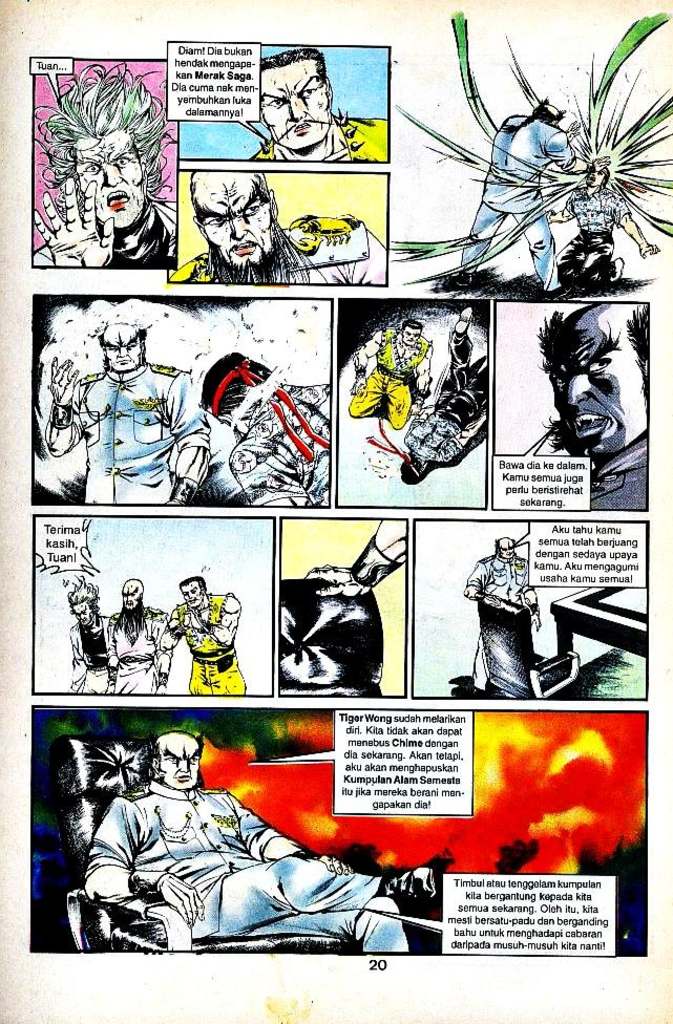 Tuan...
Diam! Dia bukan
hendak mengapa-
kan Merak Saga.
Dia cuma nak men-
yembuhkan luka
dalamannya!
Bawa dia ke dalam.
Kamu semua juga
perlu beristirehat
sekarang.
Terima
kasih,
Tuan!
Aku tahu kamu
semua telah berjuang
dengan sedaya upaya
kamu. Aku mengagumi
usaha kamu semua!
Tiger Wong sudah melarikan
diri. Kita tidak akan dapat
menebus Chime dengan
dia sekarang. Akan tetapi,
aku akan menghapuskan
Kumpulan Alam Semesta
itu jika mereka berani men-
gapakan dia!
Timbul atau tenggelam kumpulan
kita bergantung kepada kita
semua sekarang. Oleh itu, kita
mesti bersatu-padu dan berganding
bahu untuk menghadapi cabaran
daripada musuh-musuh kita nanti!
20